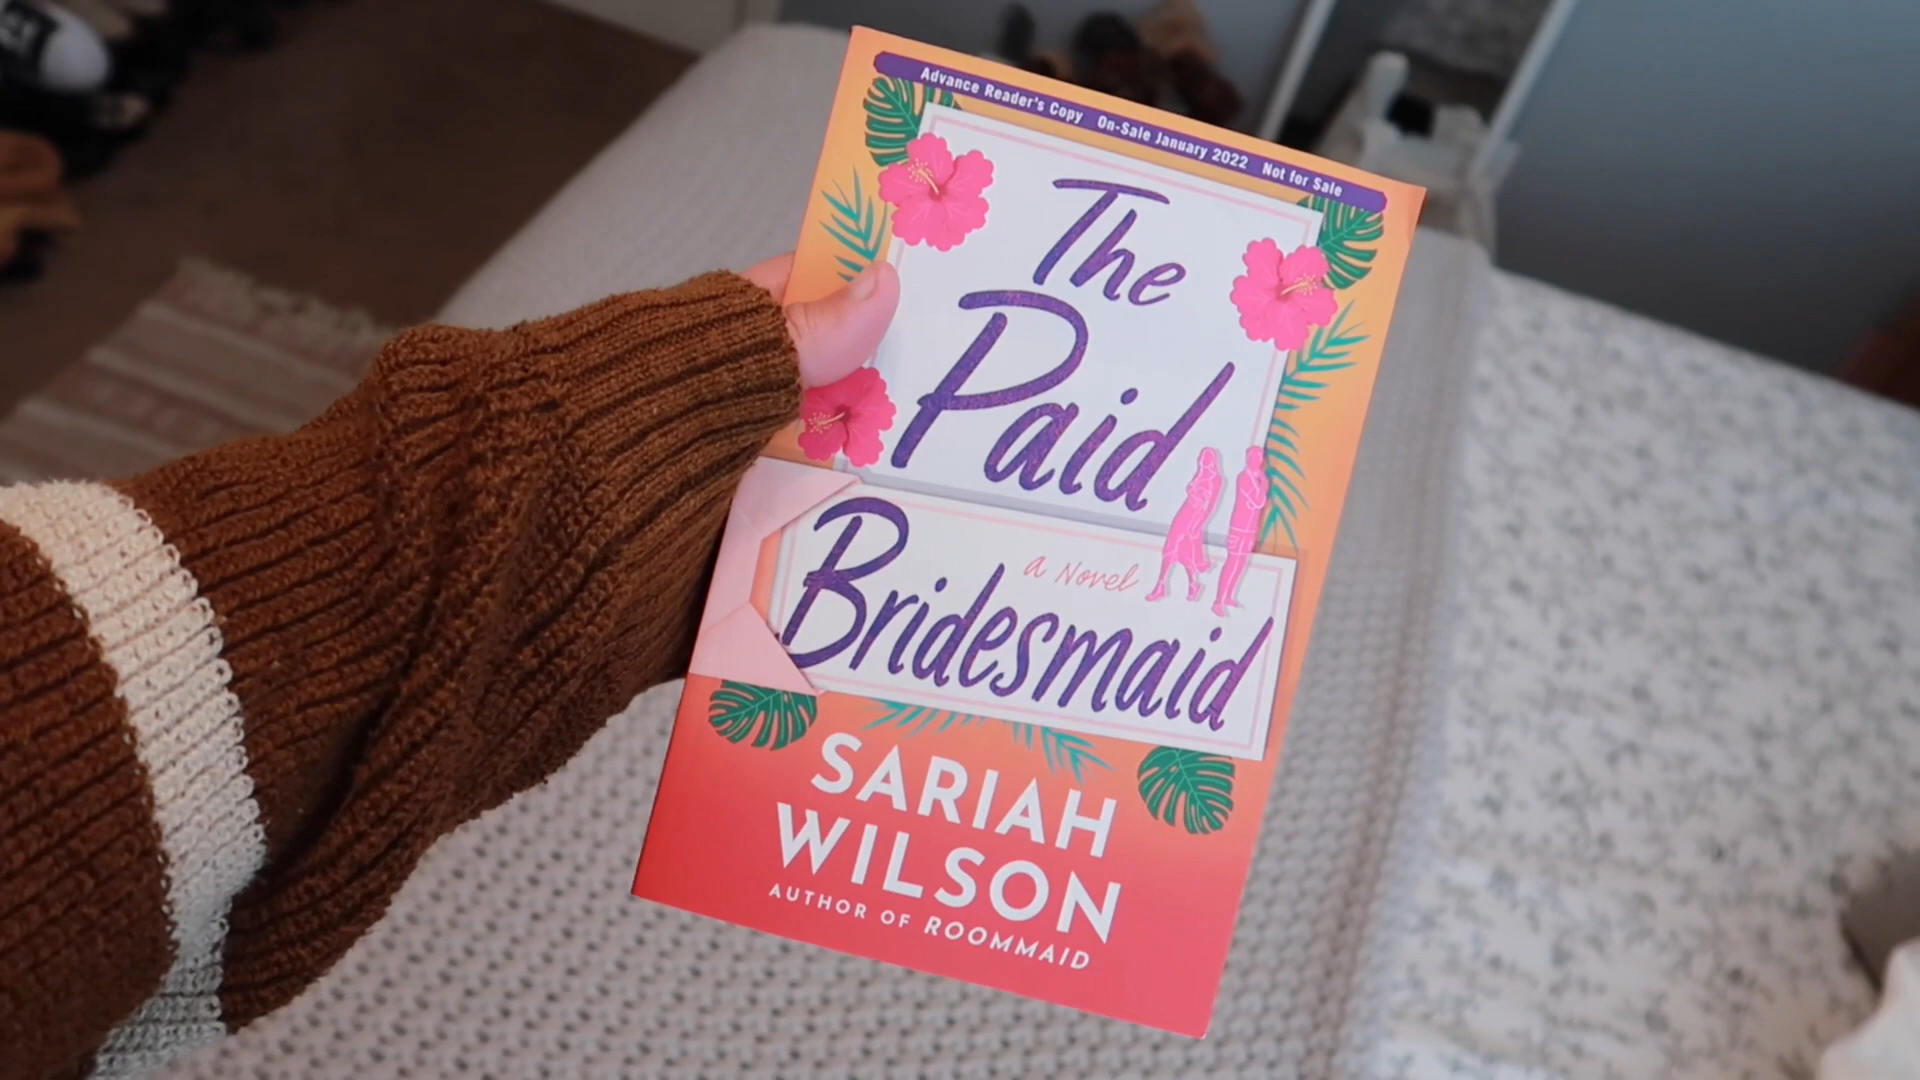 Advance Reader's Copy On-Sale January 2022 Not for Sale
The
Paid
a Novel
Bridesmaid
SARIAH
WILSON
AUTHOR OF ROOMMAID